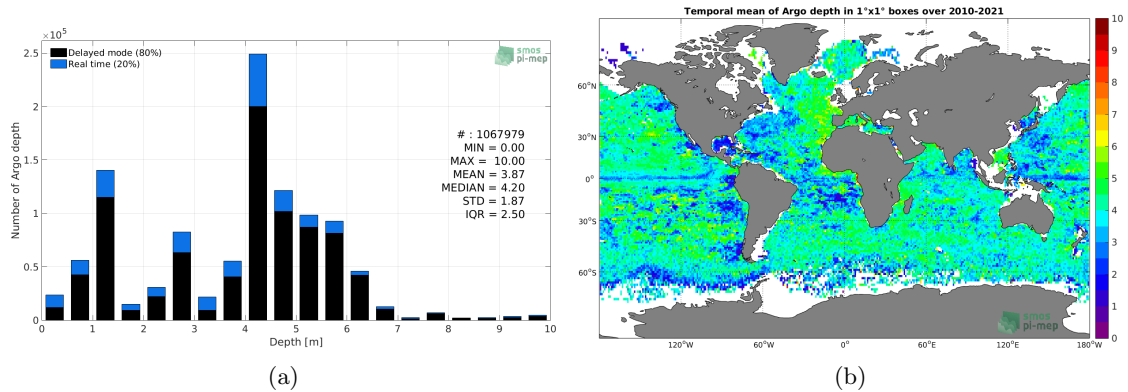 ×10⁵
Delayed mode (80%)
Real time (20%)
smos
pi-mep
# : 1067979
MIN = 0.00
MAX = 10.00
MEAN = 3.87
MEDIAN = 4.20
STD = 1.87
IQR = 2.50
Number of Argo depth
2.5
2
1.5
1
0.5
0
0 1 2 3 4 5 6 7 8 9 10
Depth [m]
(a)
Temporal mean of Argo depth in 1°x1° boxes over 2010-2021
60°N
30°N
0°
30°S
60°S
120°W 60°W 0° 60°E 120°E 180°W
smos
pi-mep
10
9
8
7
6
5
4
3
2
1
0
(b)